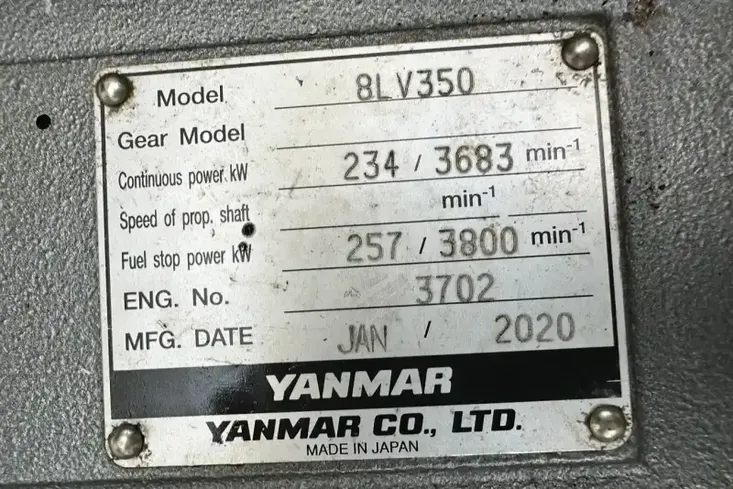 Model 8LV350
Gear Model
Continuous power kW 234 / 3683 min-1
Speed of prop. shaft min-1
Fuel stop power kW 257 / 3800 min-1
ENG. No. 3702
MFG. DATE JAN / 2020
YANMAR
YANMAR CO., LTD.
MADE IN JAPAN